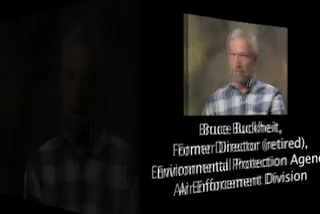 Bruce Buckheit,
Former Director (retired),
Environmental Protection Agenc
Air Enforcement Division